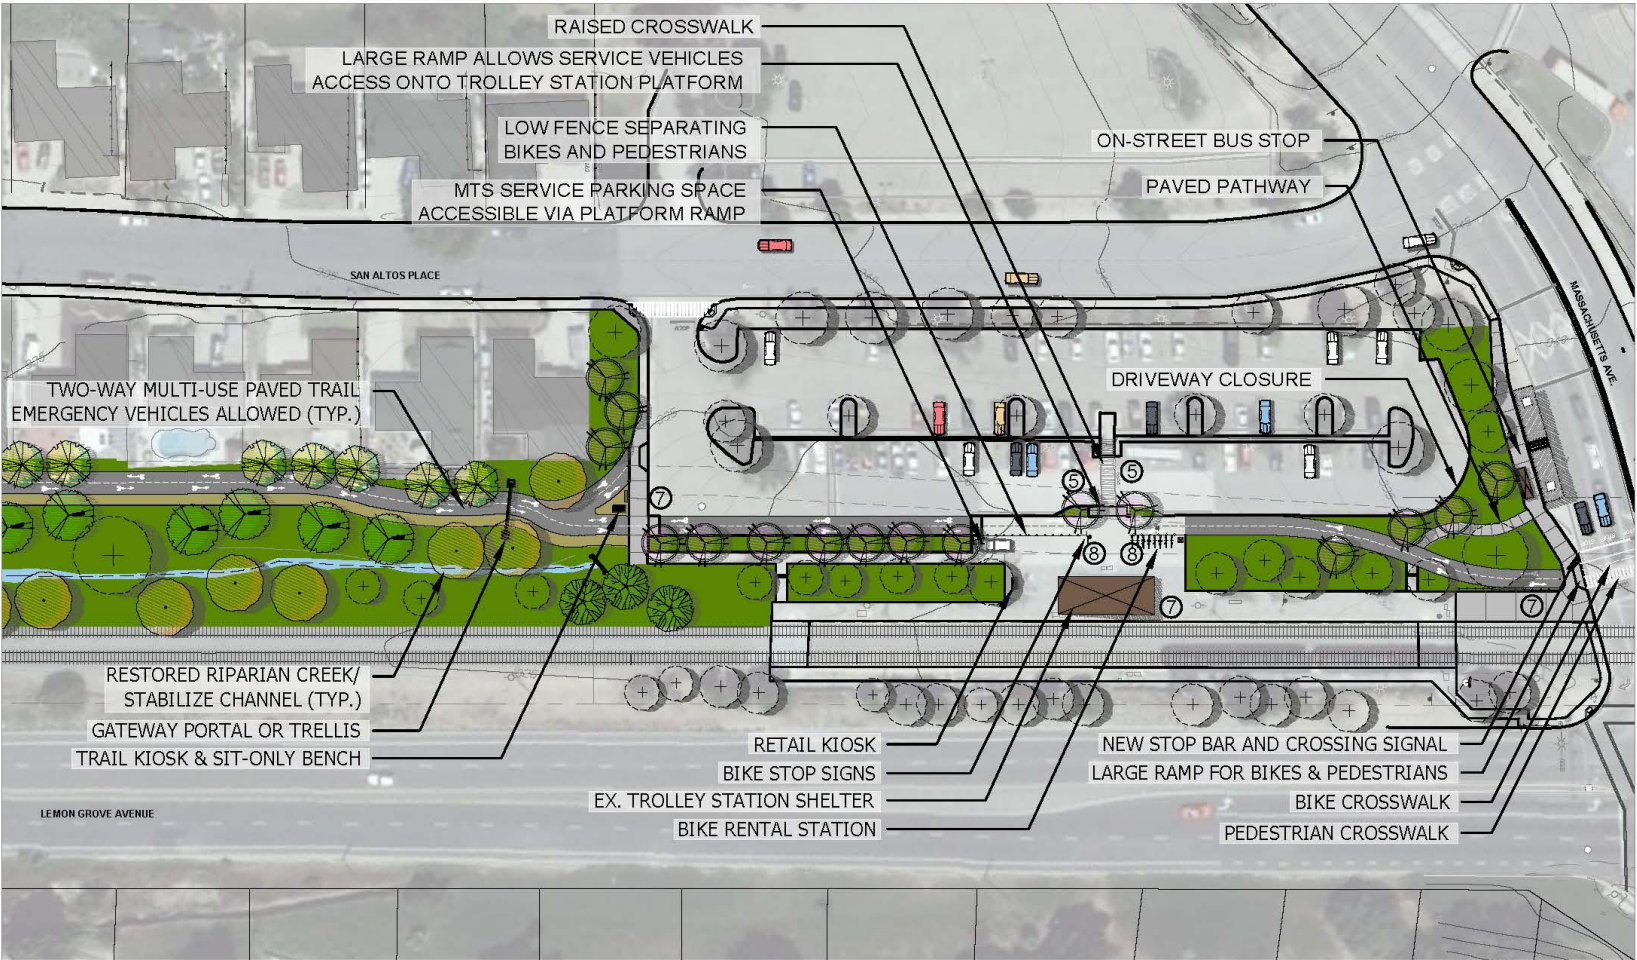 RAISED CROSSWALK
LARGE RAMP ALLOWS SERVICE VEHICLES
ACCESS ONTO TROLLEY STATION PLATFORM
LOW FENCE SEPARATING
BIKES AND PEDESTRIANS
MTS SERVICE PARKING SPACE
ACCESSIBLE VIA PLATFORM RAMP
ON-STREET BUS STOP
PAVED PATHWAY
SAN ALTOS PLACE
MASSACHUSETTS AVE.
TWO-WAY MULTI-USE PAVED TRAIL
EMERGENCY VEHICLES ALLOWED (TYP.)
DRIVEWAY CLOSURE
5
5
7
8
8
7
7
RESTORED RIPARIAN CREEK/
STABILIZE CHANNEL (TYP.)
GATEWAY PORTAL OR TRELLIS
TRAIL KIOSK & SIT-ONLY BENCH
RETAIL KIOSK
BIKE STOP SIGNS
EX. TROLLEY STATION SHELTER
BIKE RENTAL STATION
NEW STOP BAR AND CROSSING SIGNAL
LARGE RAMP FOR BIKES & PEDESTRIANS
BIKE CROSSWALK
PEDESTRIAN CROSSWALK
LEMON GROVE AVENUE